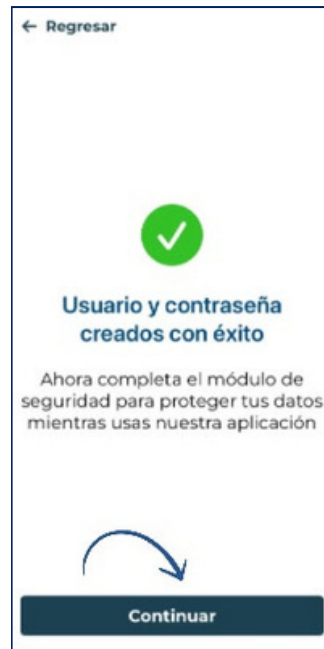 ← Regresar
Usuario y contraseña
creados con éxito
Ahora completa el módulo de
seguridad para proteger tus datos
mientras usas nuestra aplicación
Continuar